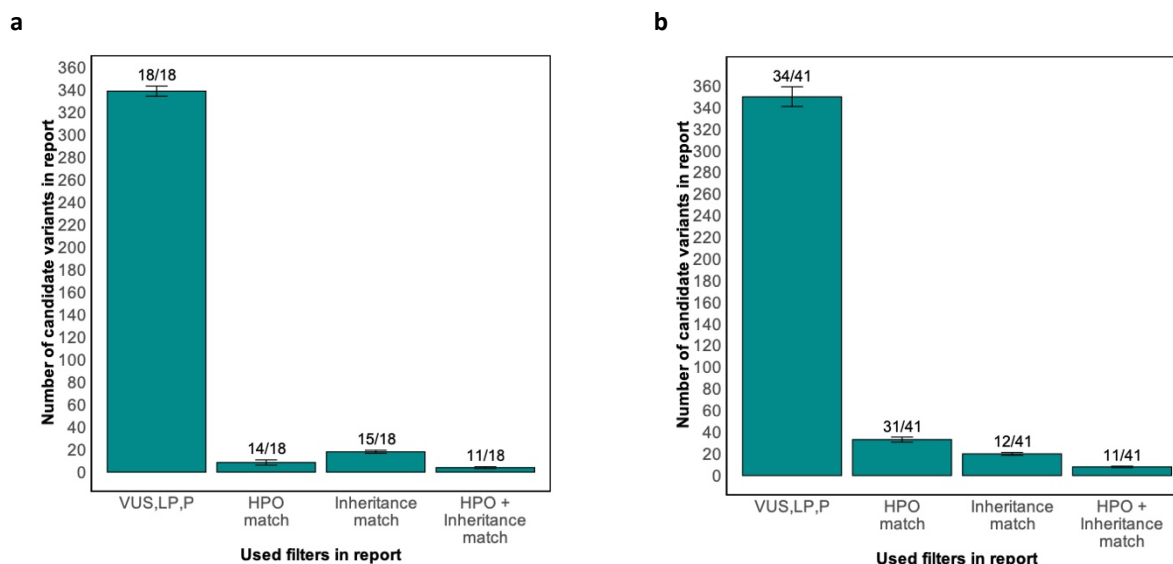 a
Number of candidate variants in report
360
340
320
300
280
260
240
220
200
180
160
140
120
100
80
60
40
20
0
18/18
14/18
15/18
11/18
VUS,LP,P
HPO
match
Inheritance
match
HPO +
Inheritance
match
Used filters in report
b
Number of candidate variants in report
360
340
320
300
280
260
240
220
200
180
160
140
120
100
80
60
40
20
0
34/41
31/41
12/41
11/41
VUS,LP,P
HPO
match
Inheritance
match
HPO +
Inheritance
match
Used filters in report